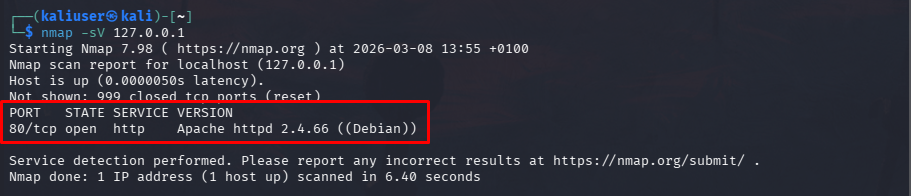 ┌──(kaliuser㉿kali)-[~]
└─$ nmap -sV 127.0.0.1
Starting Nmap 7.98 ( https://nmap.org ) at 2026-03-08 13:55 +0100
Nmap scan report for localhost (127.0.0.1)
Host is up (0.0000050s latency).
Not shown: 999 closed tcp ports (reset)
PORT   STATE SERVICE VERSION
80/tcp open  http    Apache httpd 2.4.66 ((Debian))
Service detection performed. Please report any incorrect results at https://nmap.org/submit/ .
Nmap done: 1 IP address (1 host up) scanned in 6.40 seconds